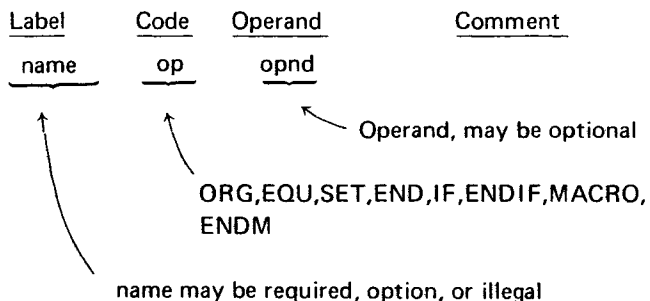 Label Code Operand Comment
name op opnd
Operand, may be optional
ORG,EQU,SET,END,IF,ENDIF,MACRO,
ENDM
name may be required, option, or illegal